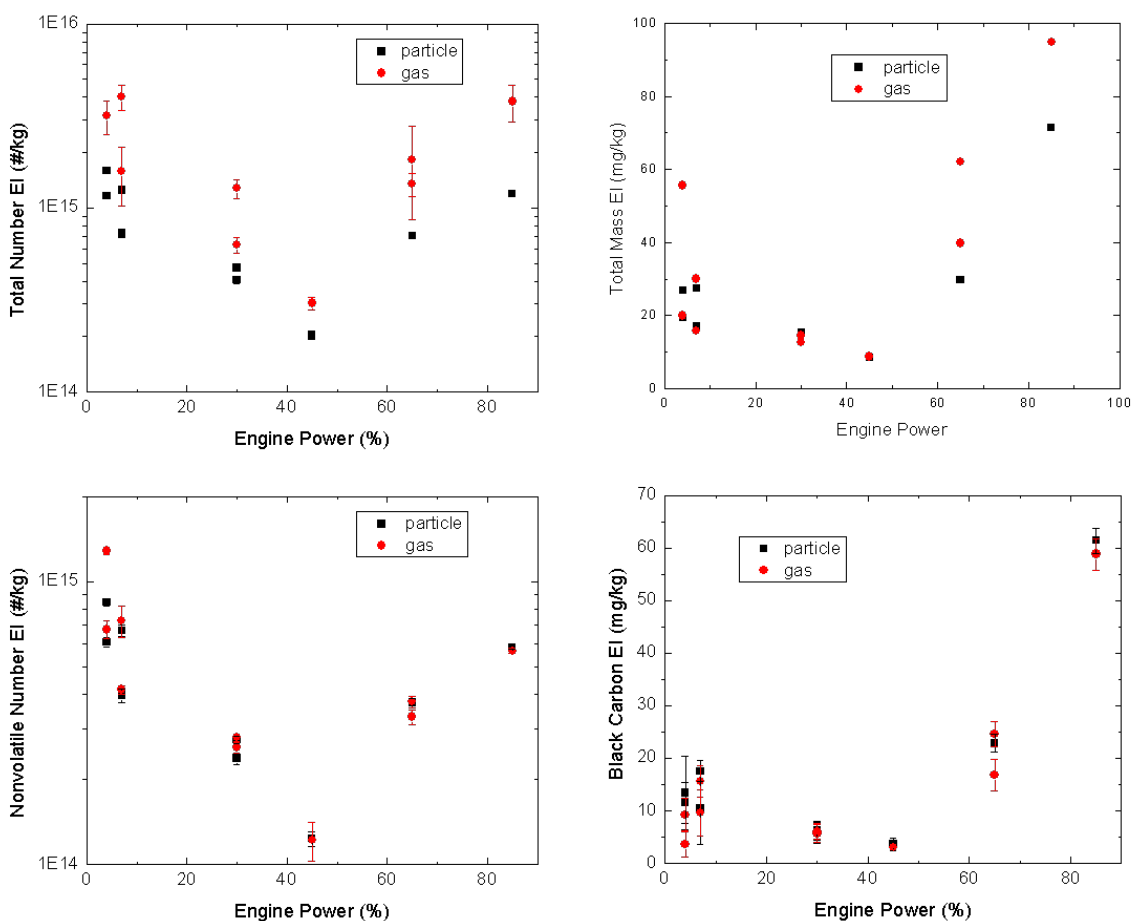 1E16
1E15
1E14
Total Number EI (#/kg)
particle
gas
0
20
40
60
80
Engine Power (%)
100
80
60
40
20
0
Total Mass EI (mg/kg)
particle
gas
0
20
40
60
80
100
Engine Power
1E15
1E14
Nonvolatile Number EI (#/kg)
particle
gas
0
20
40
60
80
Engine Power (%)
70
60
50
40
30
20
10
0
Black Carbon EI (mg/kg)
particle
gas
0
20
40
60
80
Engine Power (%)